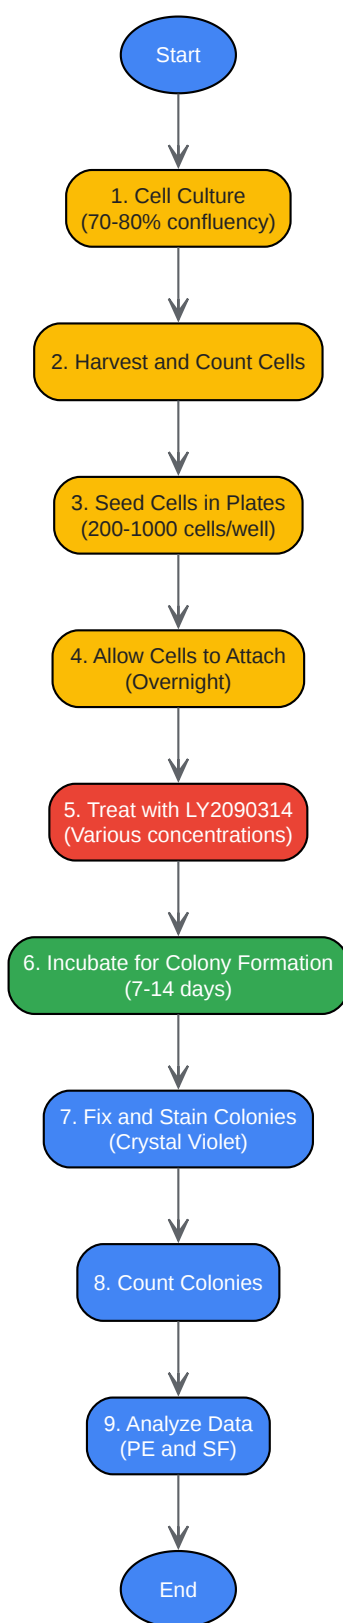 Start
1. Cell Culture
(70-80% confluency)
2. Harvest and Count Cells
3. Seed Cells in Plates
(200-1000 cells/well)
4. Allow Cells to Attach
(Overnight)
5. Treat with LY2090314
(Various concentrations)
6. Incubate for Colony Formation
(7-14 days)
7. Fix and Stain Colonies
(Crystal Violet)
8. Count Colonies
9. Analyze Data
(PE and SF)
End